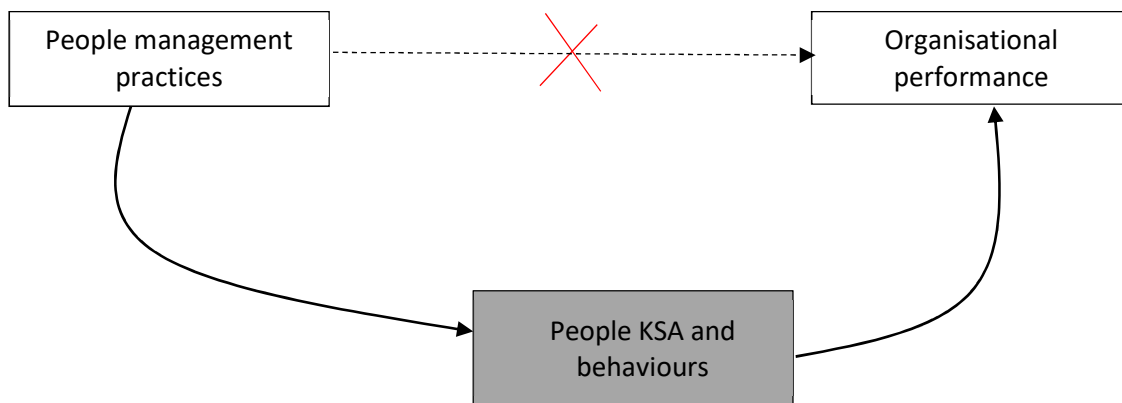 People management
practices
Organisational
performance
People KSA and
behaviours